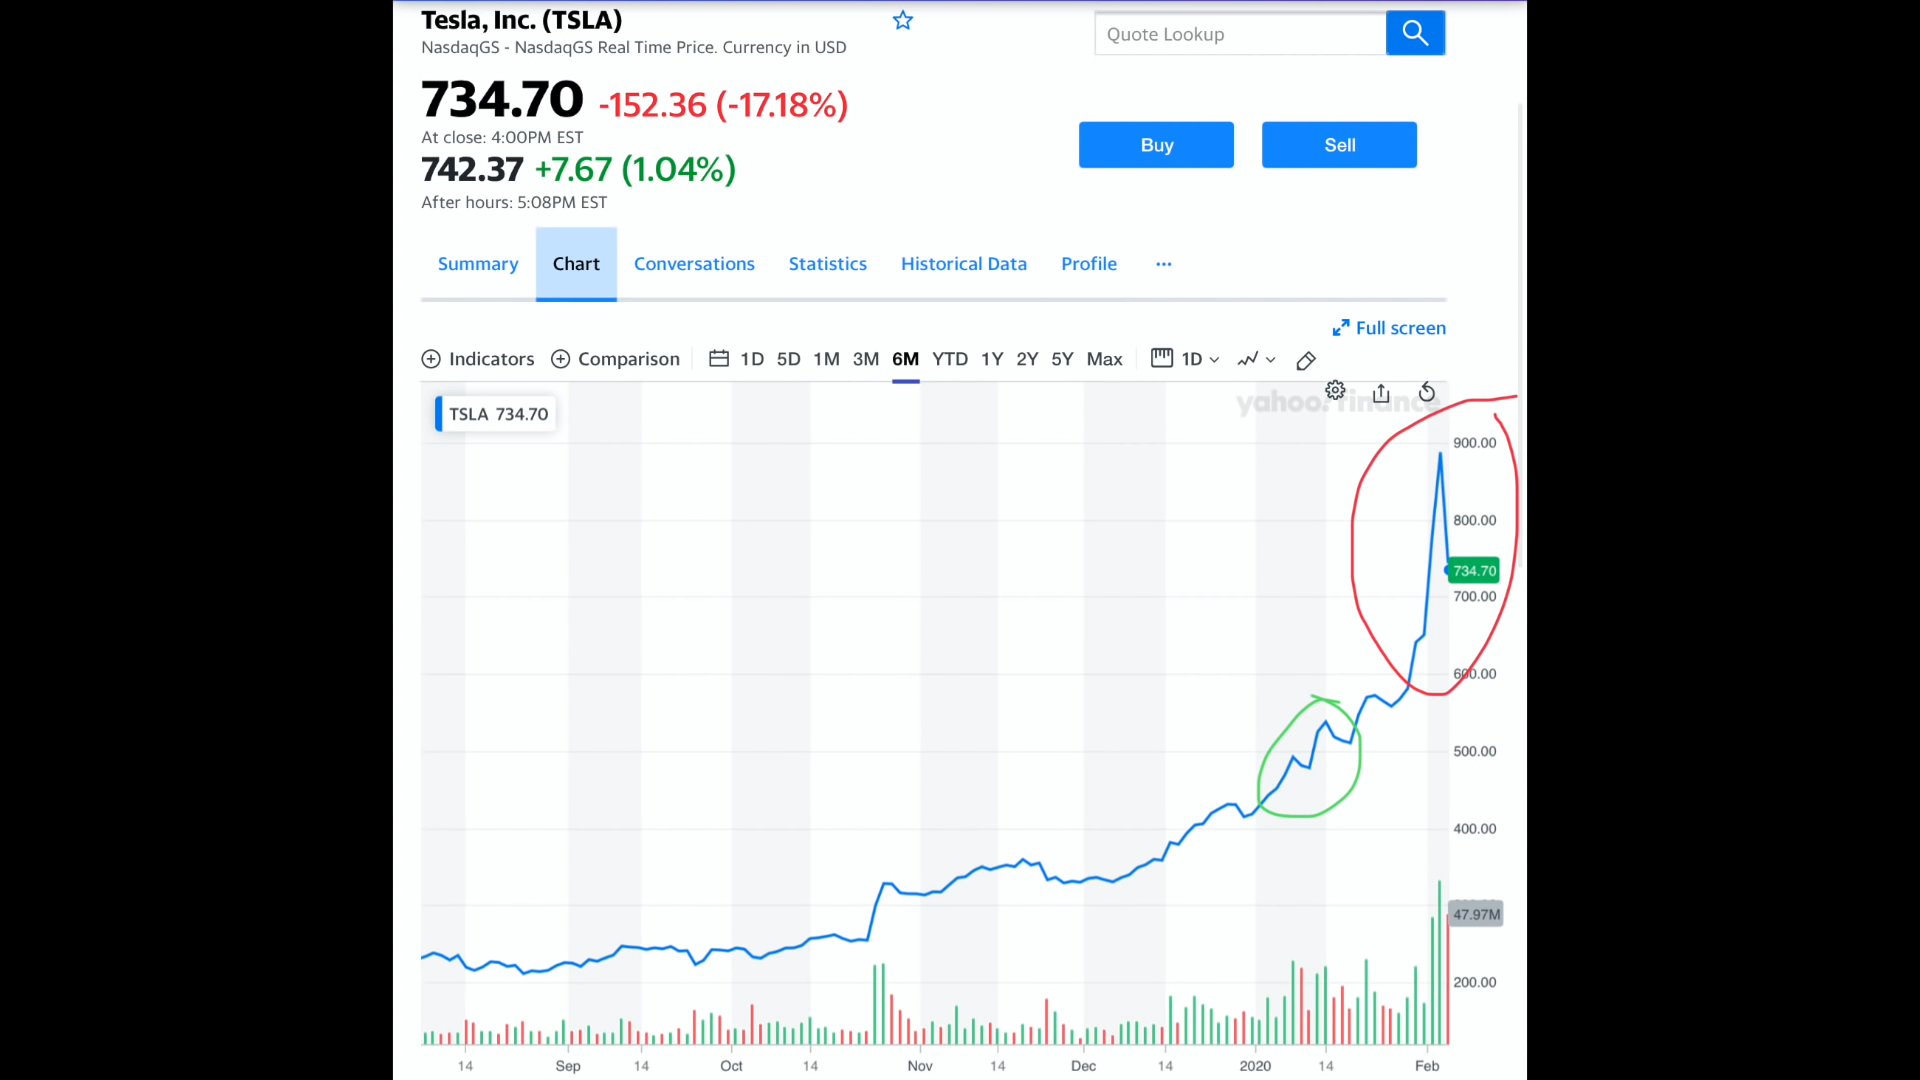 Tesla, Inc. (TSLA)
NasdaqGS - NasdaqGS Real Time Price. Currency in USD
Quote Lookup
734.70 -152.36 (-17.18%)
At close: 4:00PM EST
742.37 +7.67 (1.04%)
After hours: 5:08PM EST
Buy Sell
Summary Chart Conversations Statistics Historical Data Profile ...
Full screen
Indicators Comparison 1D 5D 1M 3M 6M YTD 1Y 2Y 5Y Max 1D
yahoo! finance
TSLA 734.70
900.00
800.00
734.70
700.00
600.00
500.00
400.00
47.97M
200.00
14 Sep 14 Oct 14 Nov 14 Dec 14 2020 14 Feb